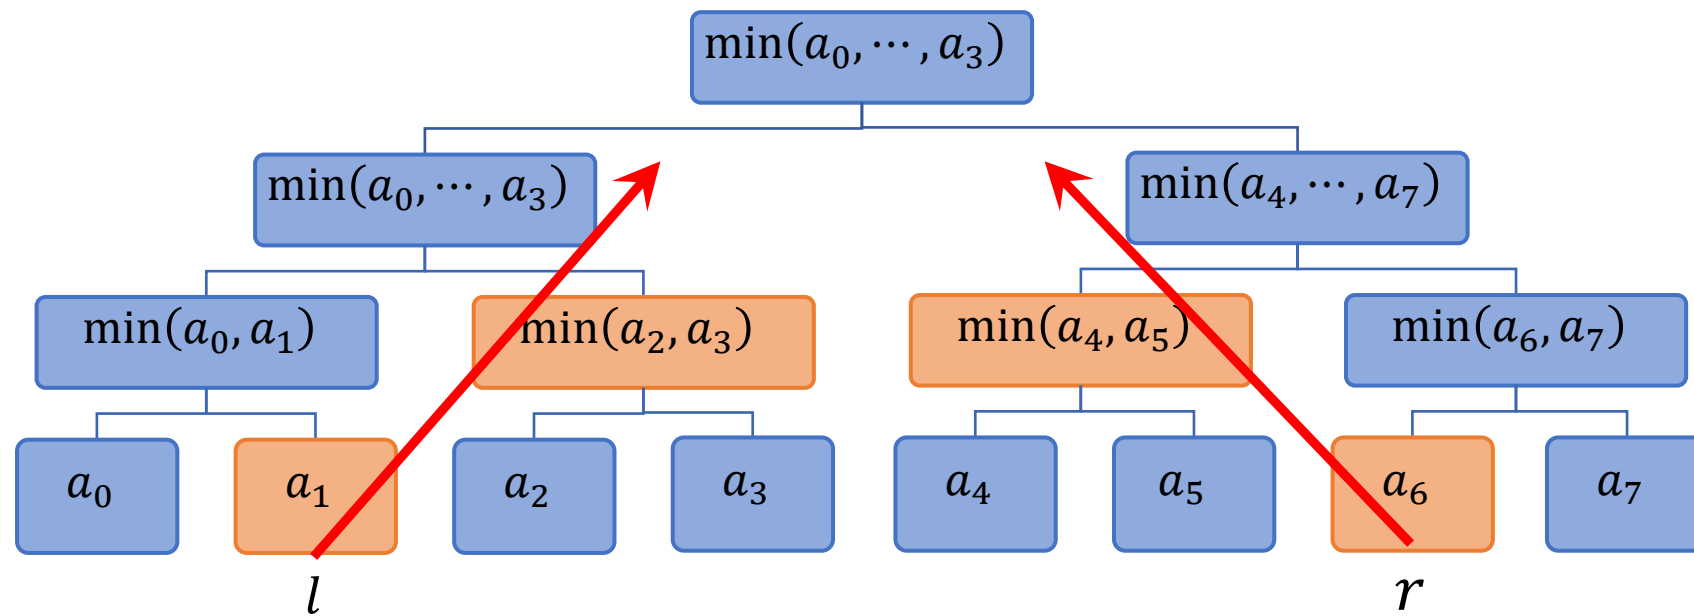 min(a₀, ⋯ , a₃)
min(a₀, ⋯ , a₃)
min(a₄, ⋯ , a₇)
min(a₀, a₁)
min(a₂, a₃)
min(a₄, a₅)
min(a₆, a₇)
a₀
a₁
a₂
a₃
a₄
a₅
a₆
a₇
l
r